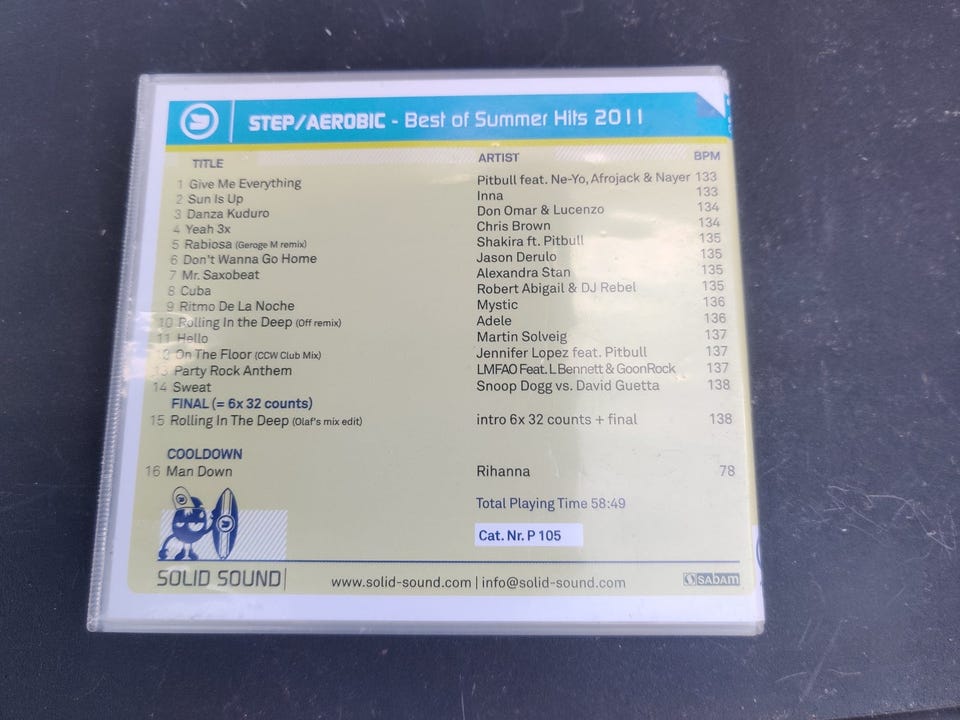 STEP/AEROBIC - Best of Summer Hits 2011
TITLE ARTIST BPM
1 Give Me Everything Pitbull feat. Ne-Yo, Afrojack & Nayer 133
2 Sun Is Up Inna 133
3 Danza Kuduro Don Omar & Lucenzo 134
4 Yeah 3x Chris Brown 134
5 Rabiosa (Geroge M remix) Shakira ft. Pitbull 135
6 Don't Wanna Go Home Jason Derulo 135
7 Mr. Saxobeat Alexandra Stan 135
8 Cuba Robert Abigail & DJ Rebel 135
9 Ritmo De La Noche Mystic 136
10 Rolling In the Deep (Off remix) Adele 136
11 Hello Martin Solveig 137
12 On The Floor (CCW Club Mix) Jennifer Lopez feat. Pitbull 137
13 Party Rock Anthem LMFAO Feat. L Bennett & GoonRock 137
14 Sweat Snoop Dogg vs. David Guetta 138
FINAL (= 6x 32 counts)
15 Rolling In The Deep (Olaf's mix edit) intro 6x 32 counts + final 138
COOLDOWN
16 Man Down Rihanna 78
Total Playing Time 58:49
Cat. Nr. P 105
SOLID SOUND www.solid-sound.com | info@solid-sound.com sabam